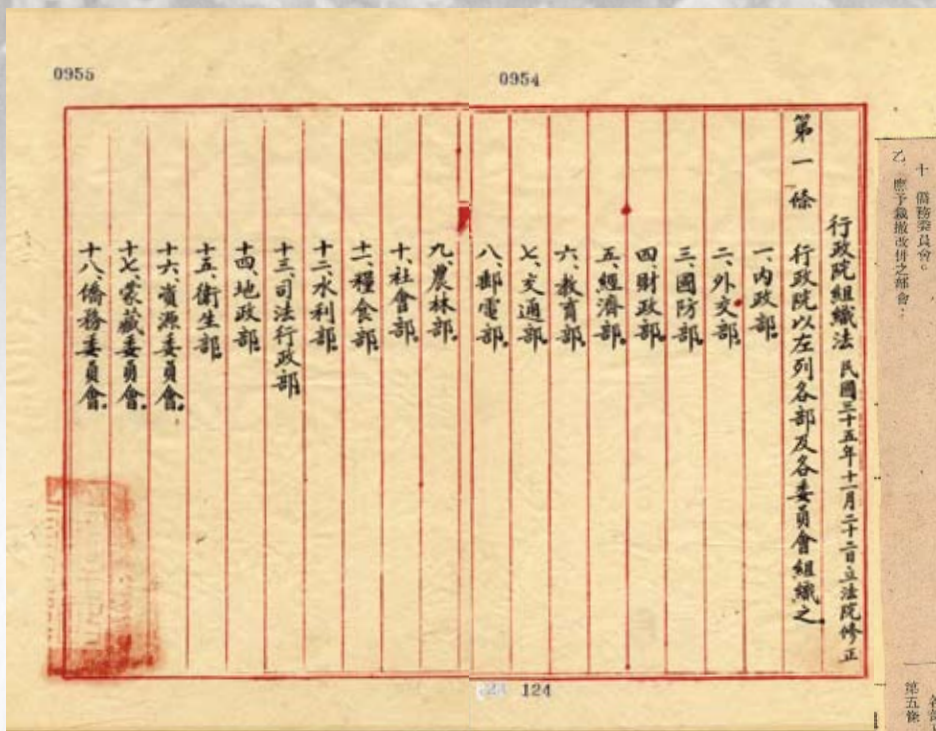 0955
0954
行政院組織法 民國三十五年十一月二十二日立法院修正
第一條 行政院以左列各部及各委員會組織之
一、內政部
二、外交部
三、國防部
四財政部
五、經濟部
六、教育部
七、交通部
八、郵電部
九、農林部
十、社會部
十一、糧食部
十二、水利部
十三、司法行政部
十四、地政部
十五、衛生部
十六、資源委員會
十七、蒙藏委員會
十八、僑務委員會
124
十 僑務委員會。
乙 應予裁撤改併之部會：
第五條